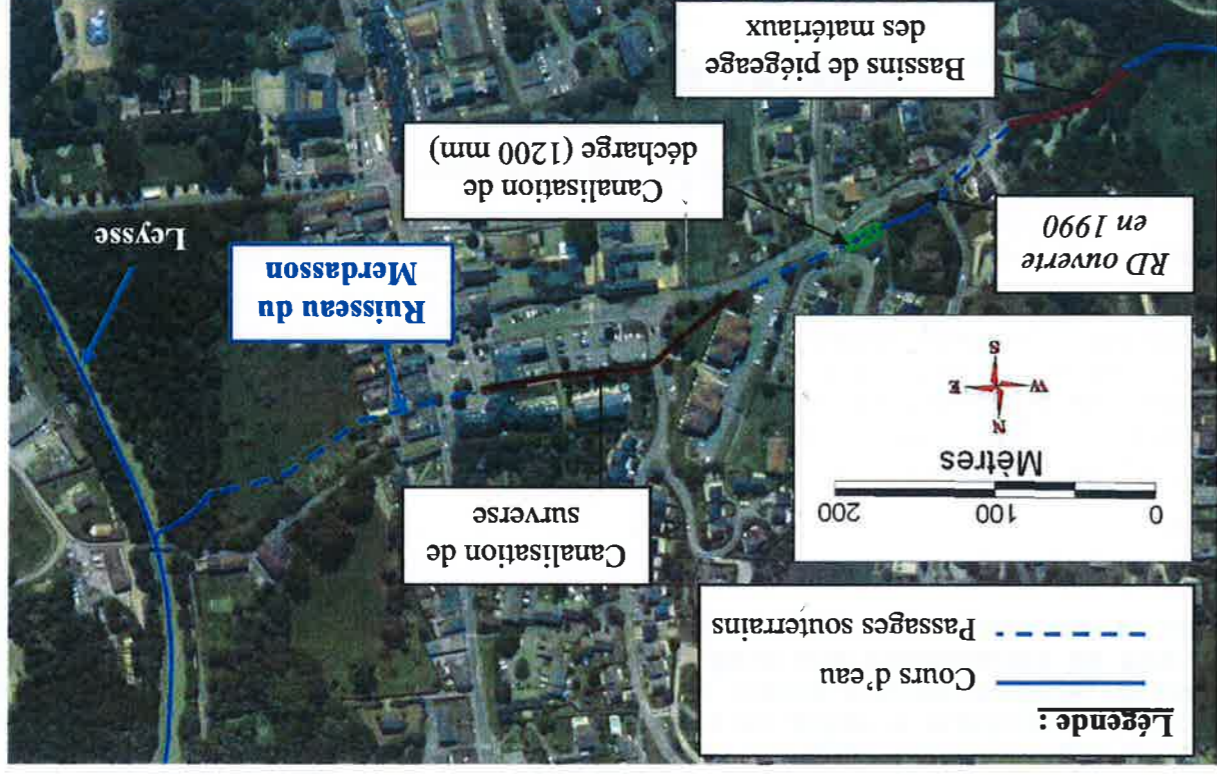 Légende :
Cours d'eau
Passages souterrains
0 100 200
Mètres
N
W E
S
RD ouverte
en 1990
Canalisation de
surverse
Ruisseau du
Merdasson
Leysse
Canalisation de
décharge (1200 mm)
Bassins de piégeage
des matériaux